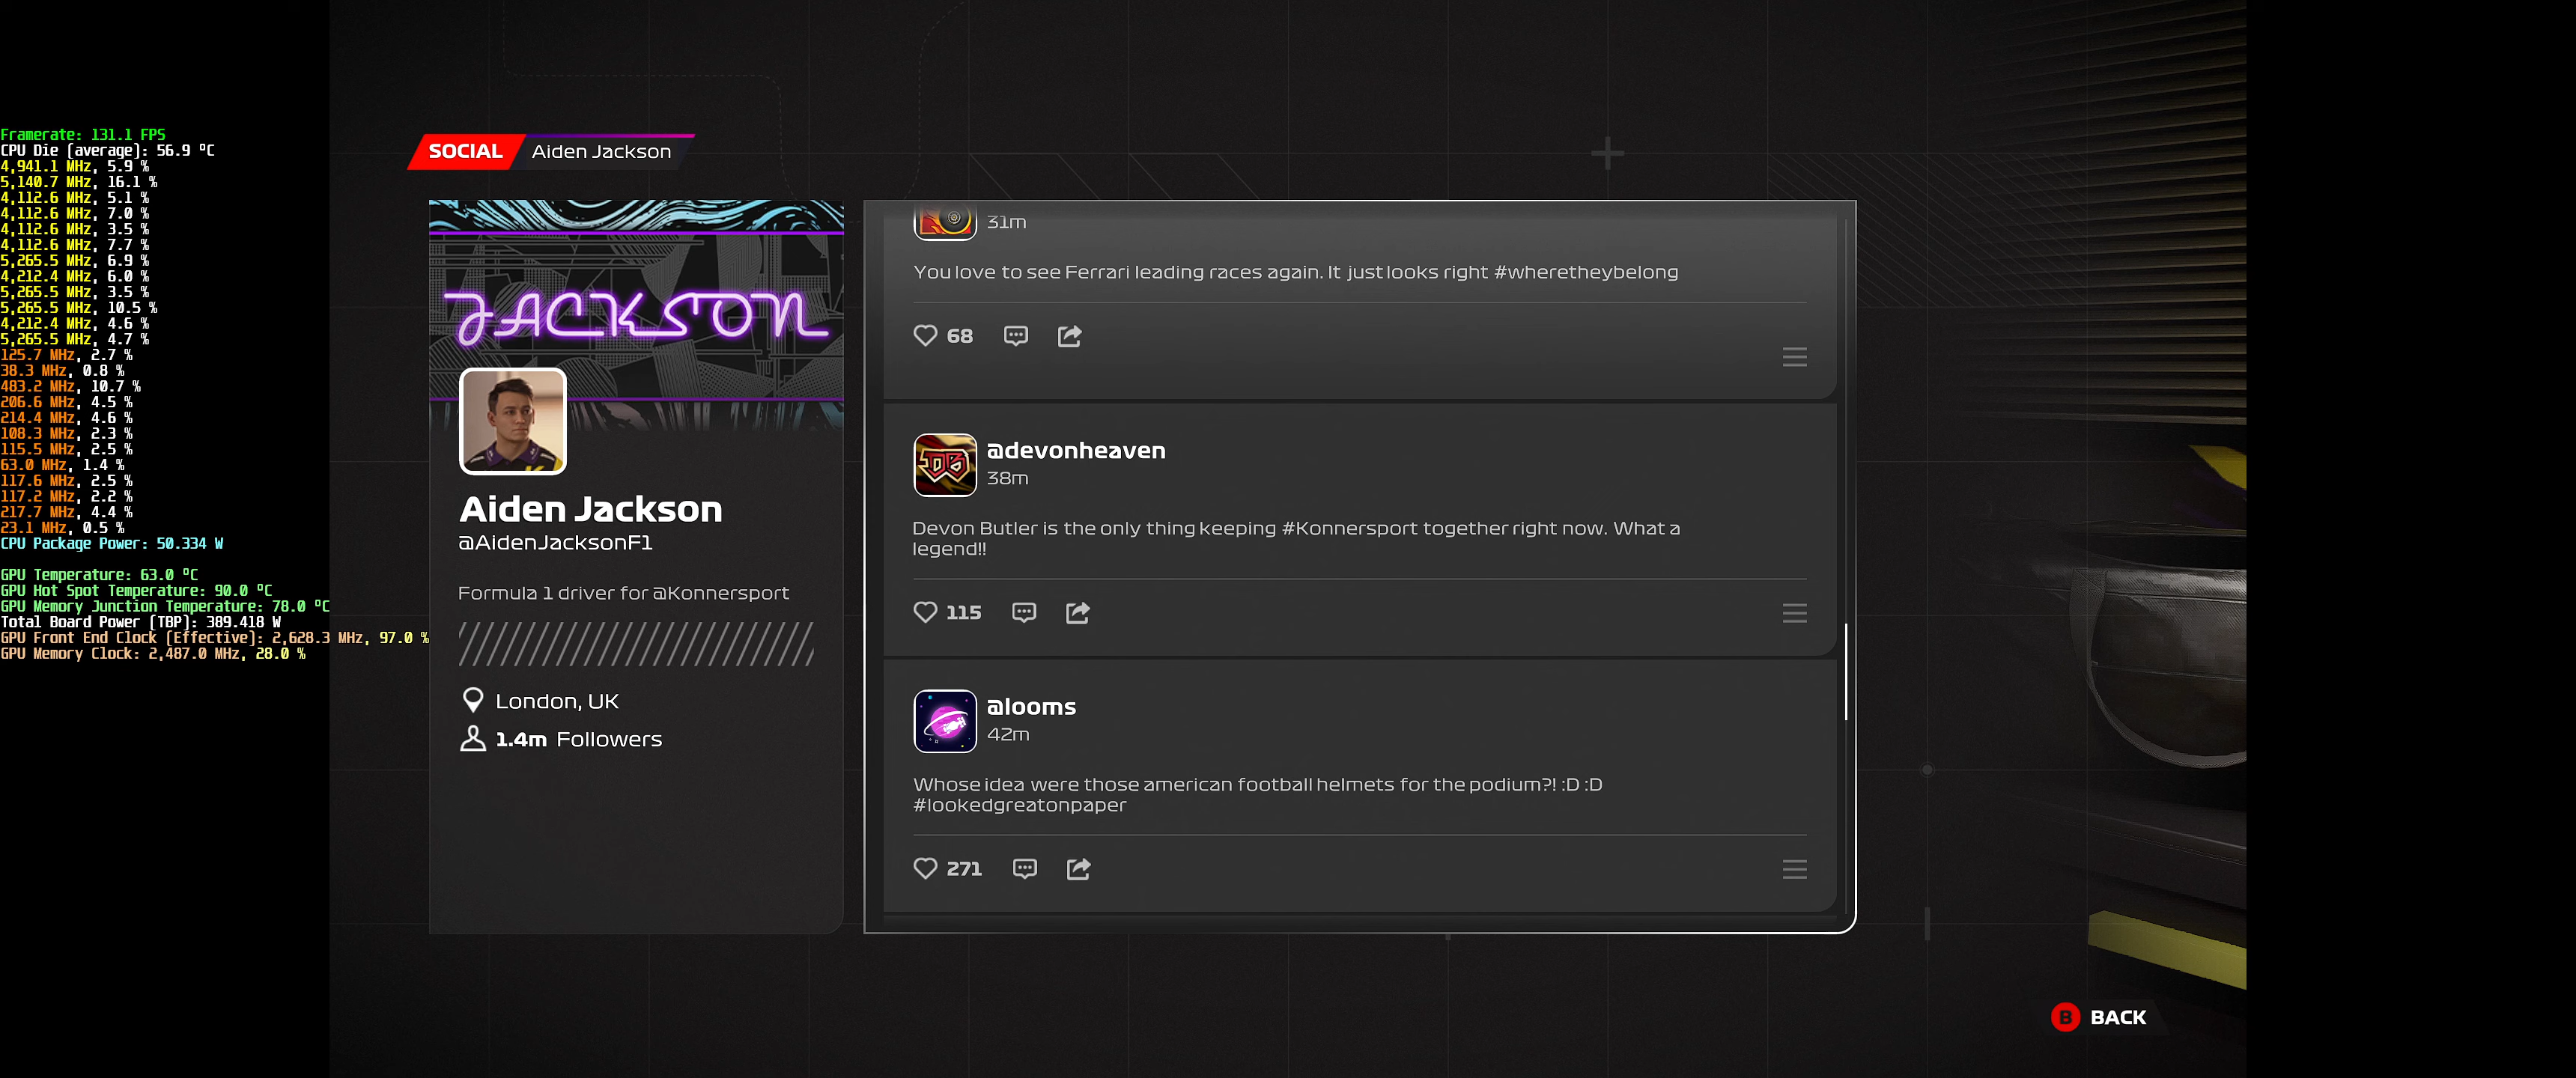 Framerate: 131.1 FPS
CPU Die (average): 56.9 ºC
4,941.1 MHz, 5.9 %
5,140.7 MHz, 16.1 %
4,112.6 MHz, 5.1 %
4,112.6 MHz, 7.0 %
4,112.6 MHz, 3.5 %
4,112.6 MHz, 7.7 %
5,265.5 MHz, 6.9 %
4,212.4 MHz, 6.0 %
5,265.5 MHz, 3.5 %
5,265.5 MHz, 10.5 %
4,212.4 MHz, 4.6 %
5,265.5 MHz, 4.7 %
125.7 MHz, 2.7 %
38.3 MHz, 0.8 %
483.2 MHz, 10.7 %
206.6 MHz, 4.5 %
214.4 MHz, 4.6 %
108.3 MHz, 2.3 %
115.5 MHz, 2.5 %
63.0 MHz, 1.4 %
117.6 MHz, 2.5 %
117.2 MHz, 2.2 %
217.7 MHz, 4.4 %
23.1 MHz, 0.5 %
CPU Package Power: 50.334 W
GPU Temperature: 63.0 ºC
GPU Hot Spot Temperature: 90.0 ºC
GPU Memory Junction Temperature: 78.0 ºC
Total Board Power (TBP): 389.418 W
GPU Front End Clock (Effective): 2,628.3 MHz, 97.0 %
GPU Memory Clock: 2,487.0 MHz, 28.0 %
SOCIAL Aiden Jackson
JACKSON
Aiden Jackson
@AidenJacksonF1
Formula 1 driver for @Konnersport
London, UK
1.4m Followers
31m
You love to see Ferrari leading races again. It just looks right #wheretheybelong
68
DB
@devonheaven
38m
Devon Butler is the only thing keeping #Konnersport together right now. What a
legend!!
115
@looms
42m
Whose idea were those american football helmets for the podium?! :D :D
#lookedgreatonpaper
271
B BACK